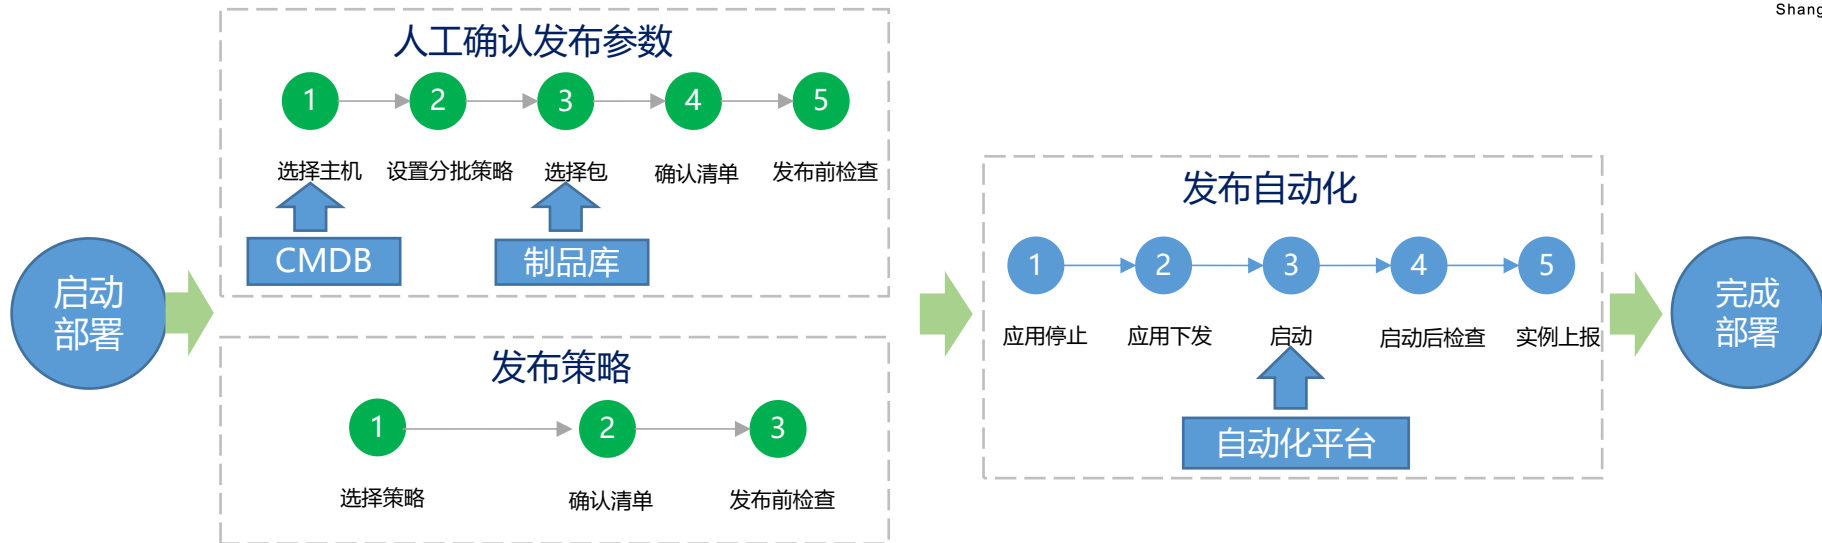 Shang
人工确认发布参数
1
2
3
4
5
选择主机
设置分批策略
选择包
确认清单
发布前检查
CMDB
制品库
启动
部署
发布策略
1
2
3
选择策略
确认清单
发布前检查
发布自动化
1
2
3
4
5
应用停止
应用下发
启动
启动后检查
实例上报
自动化平台
完成
部署